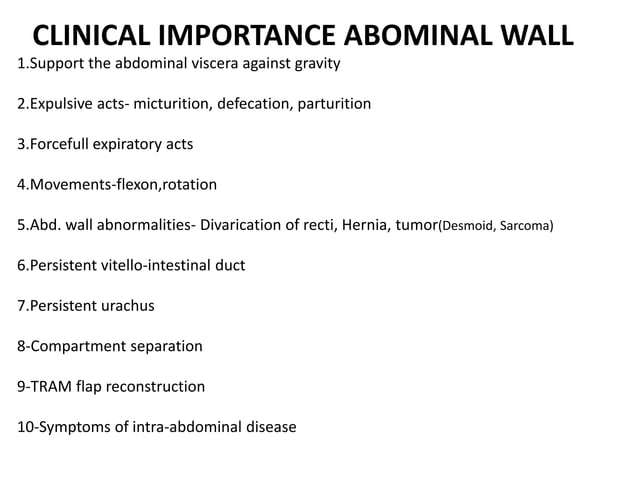 CLINICAL IMPORTANCE ABOMINAL WALL
1.Support the abdominal viscera against gravity
2.Expulsive acts- micturition, defecation, parturition
3.Forcefull expiratory acts
4.Movements-flexon,rotation
5.Abd. wall abnormalities- Divarication of recti, Hernia, tumor(Desmoid, Sarcoma)
6.Persistent vitello-intestinal duct
7.Persistent urachus
8-Compartment separation
9-TRAM flap reconstruction
10-Symptoms of intra-abdominal disease